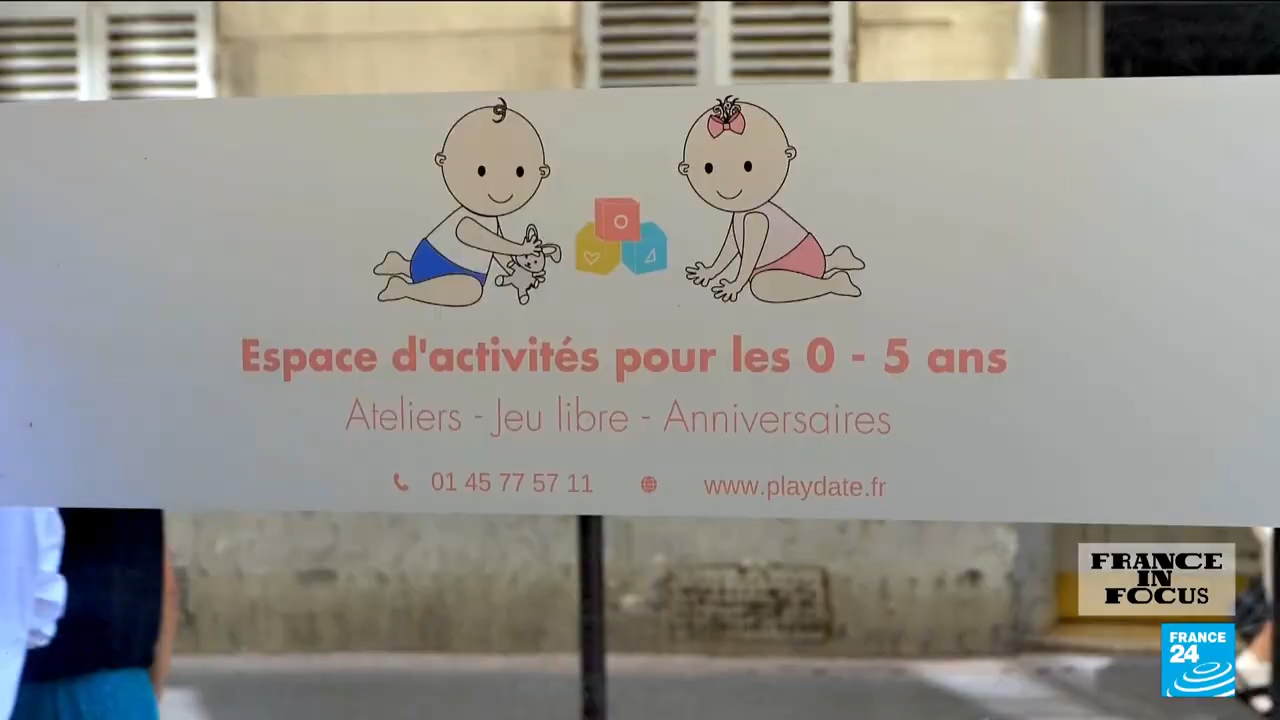 Espace d'activités pour les 0 - 5 ans
Ateliers - Jeu libre - Anniversaires
01 45 77 57 11 www.playdate.fr
FRANCE
IN
FOCUS
FRANCE
24